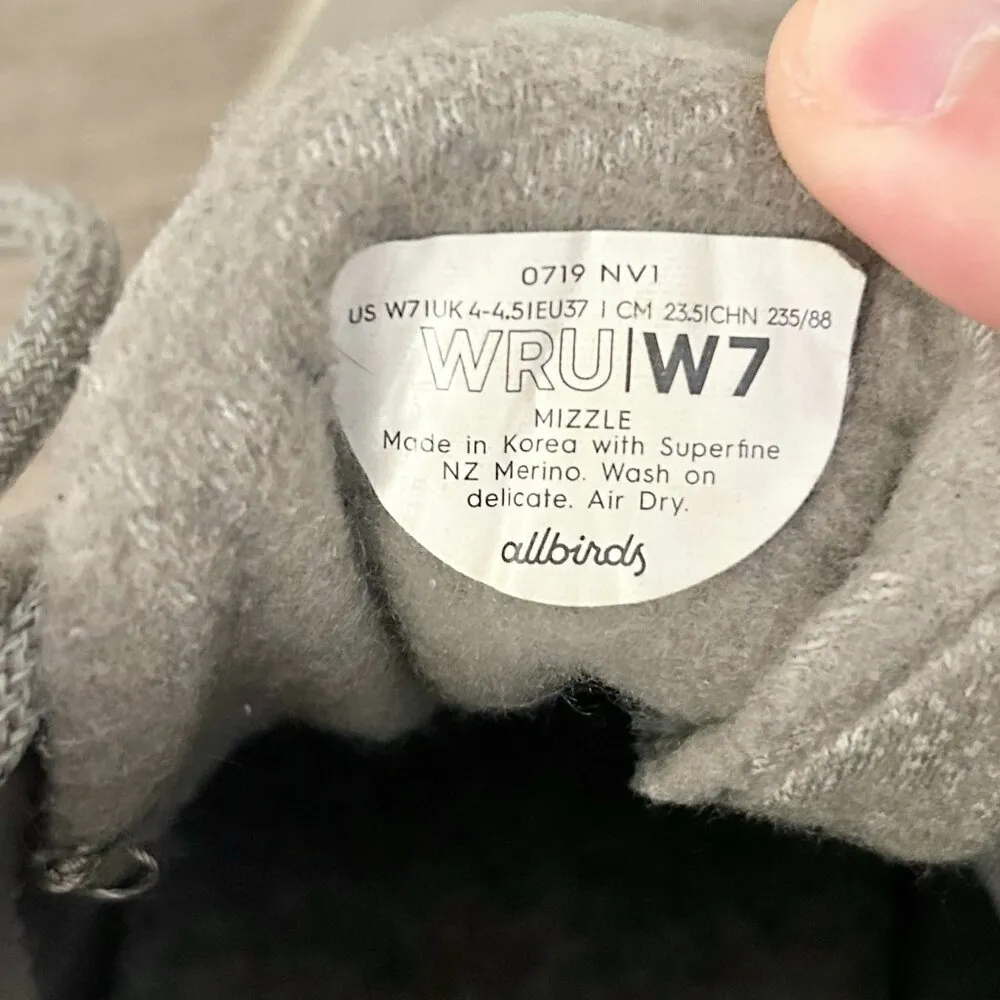 0719 NV1
US W7|UK 4-4.5|EU37 | CM 23.5|CHN 235/88
WRU|W7
MIZZLE
Made in Korea with Superfine
NZ Merino. Wash on
delicate. Air Dry.
allbirds